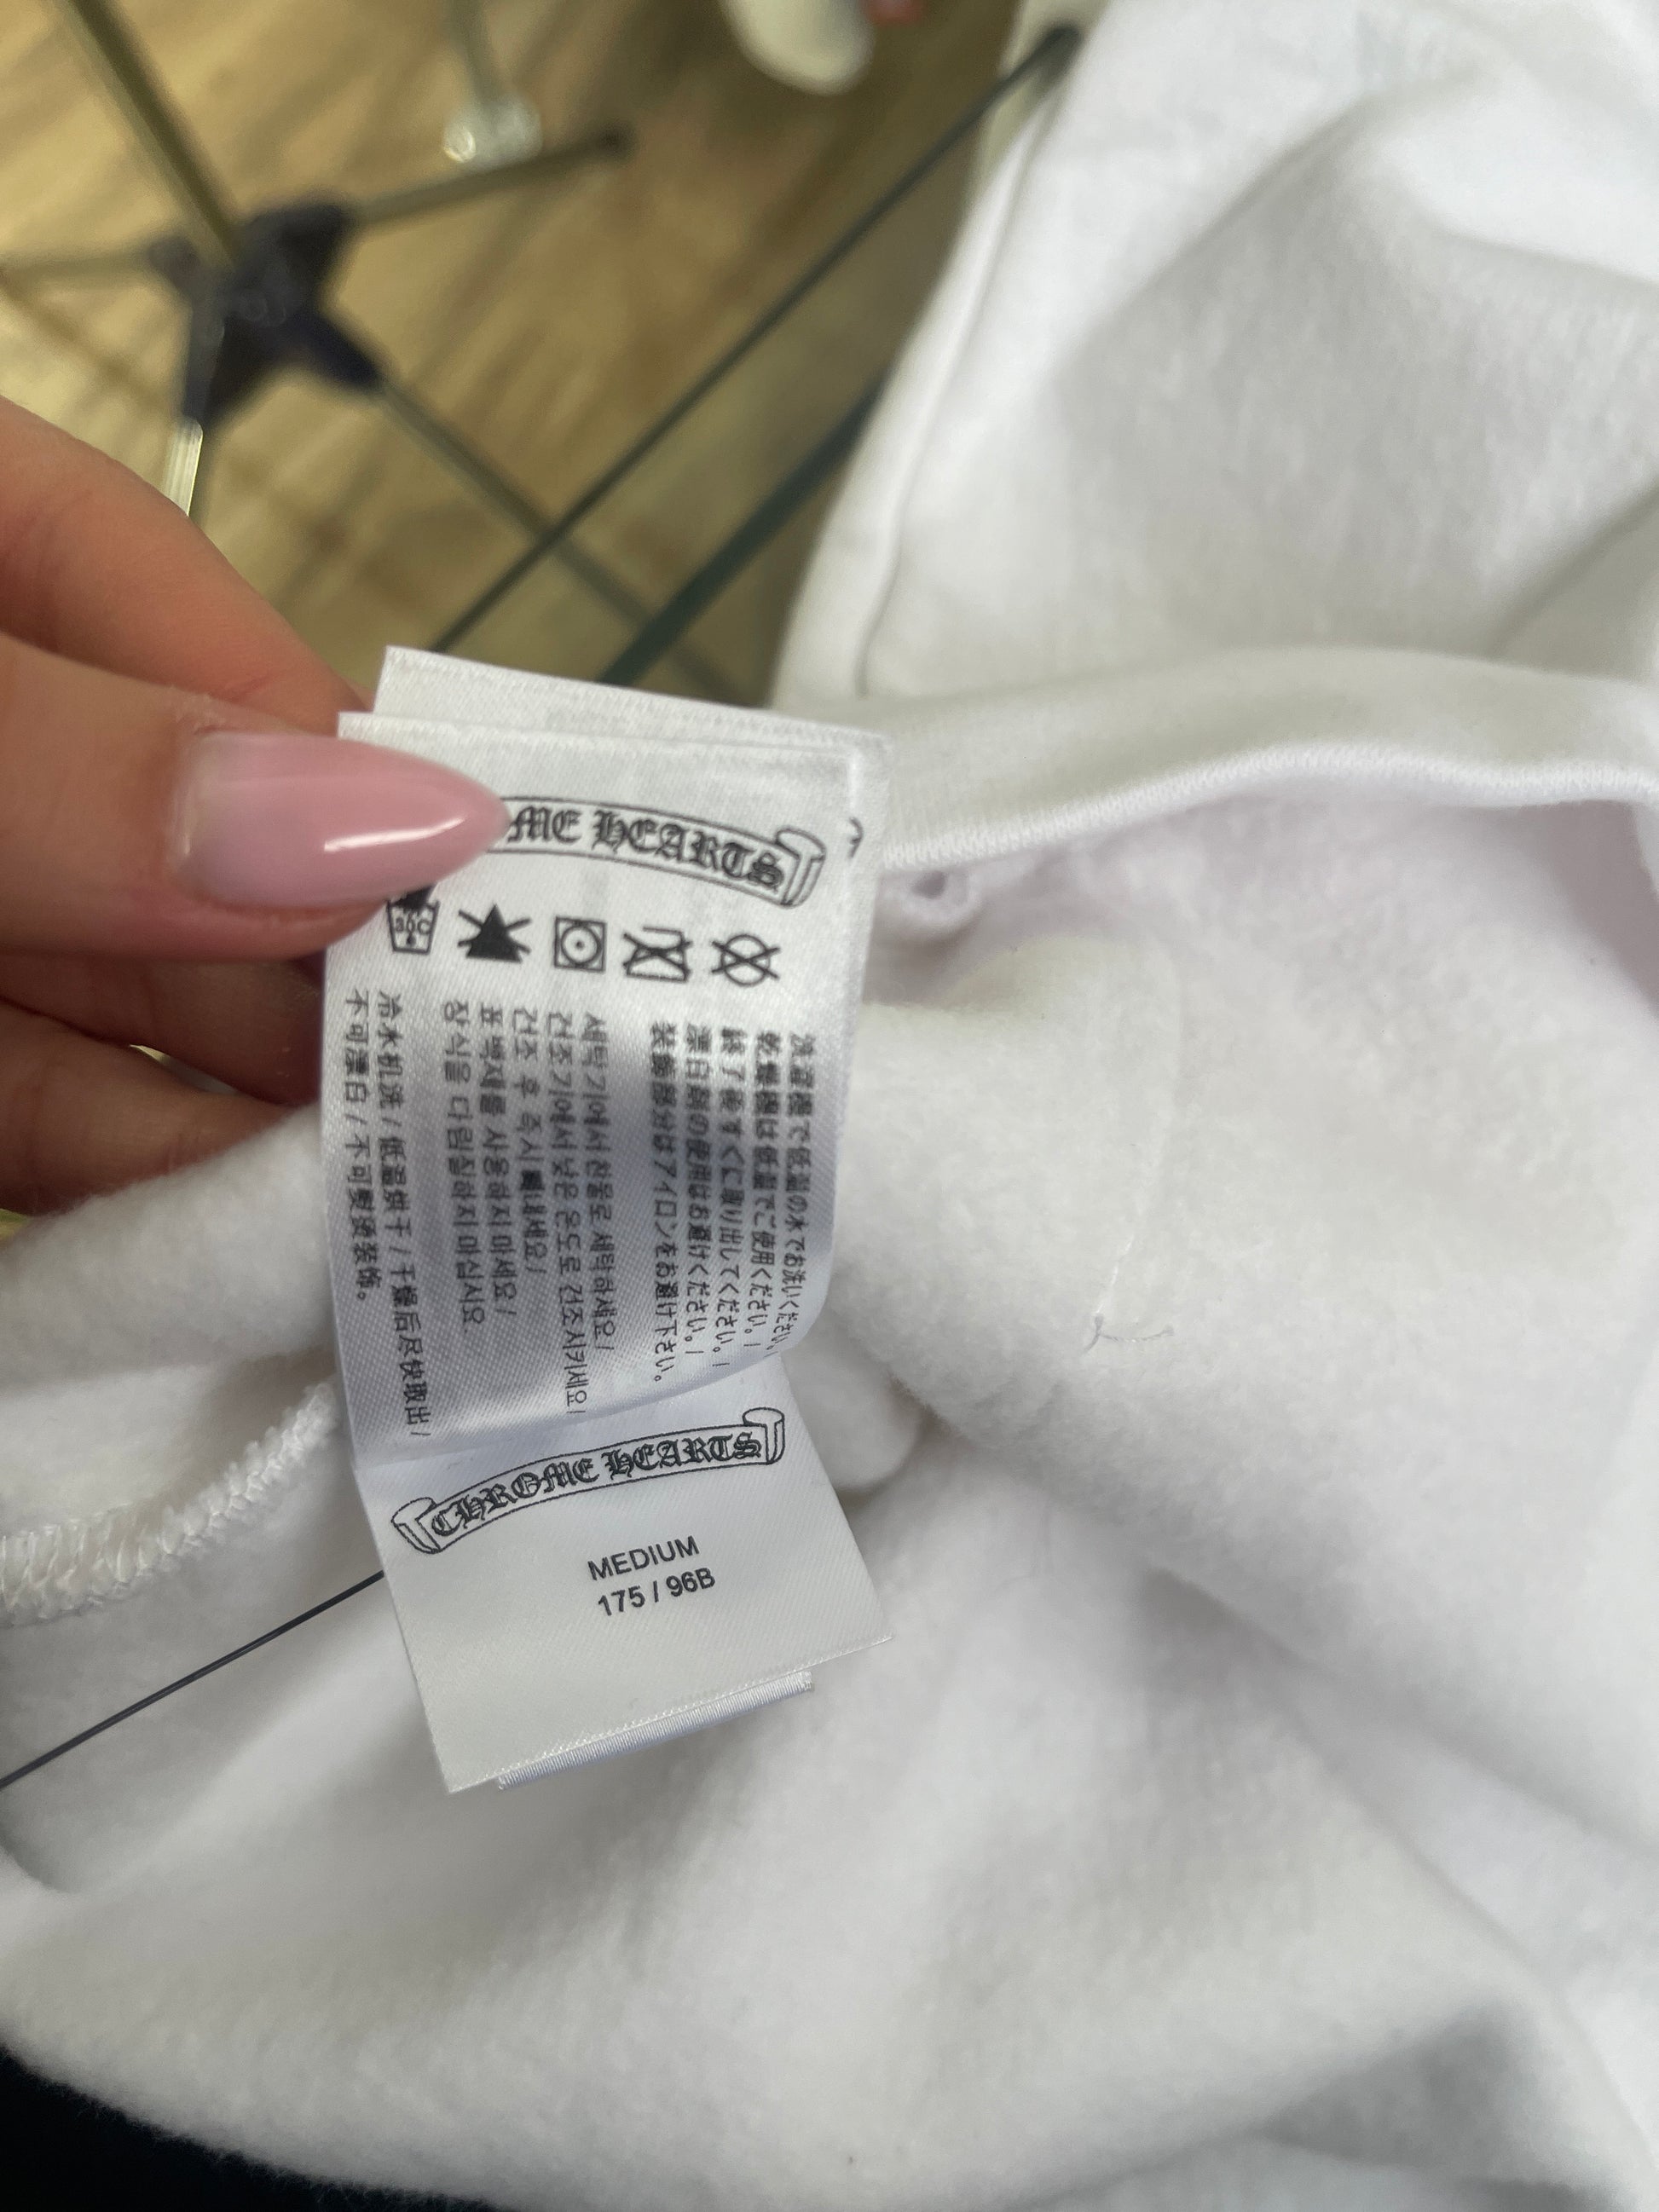 ME HEARTS
30C
洗濯機で低温の水でお洗いください。/
乾燥機は低温でご使用ください。/
終了後すぐに取り出してください。/
漂白剤の使用はお避けください。/
装飾部分はアイロンをお避け下さい。
세탁기에서 찬물로 세탁하세요/
건조기에서 낮은 온도로 건조시키세요/
건조 후 즉시 빼내세요/
표백제를 사용하지 마세요/
장식을 다림질하지 마십시요.
冷水机洗 / 低温烘干 / 干燥后尽快取出 /
不可漂白 / 不可熨烫装饰。
CHROME HEARTS
MEDIUM
175 / 96B